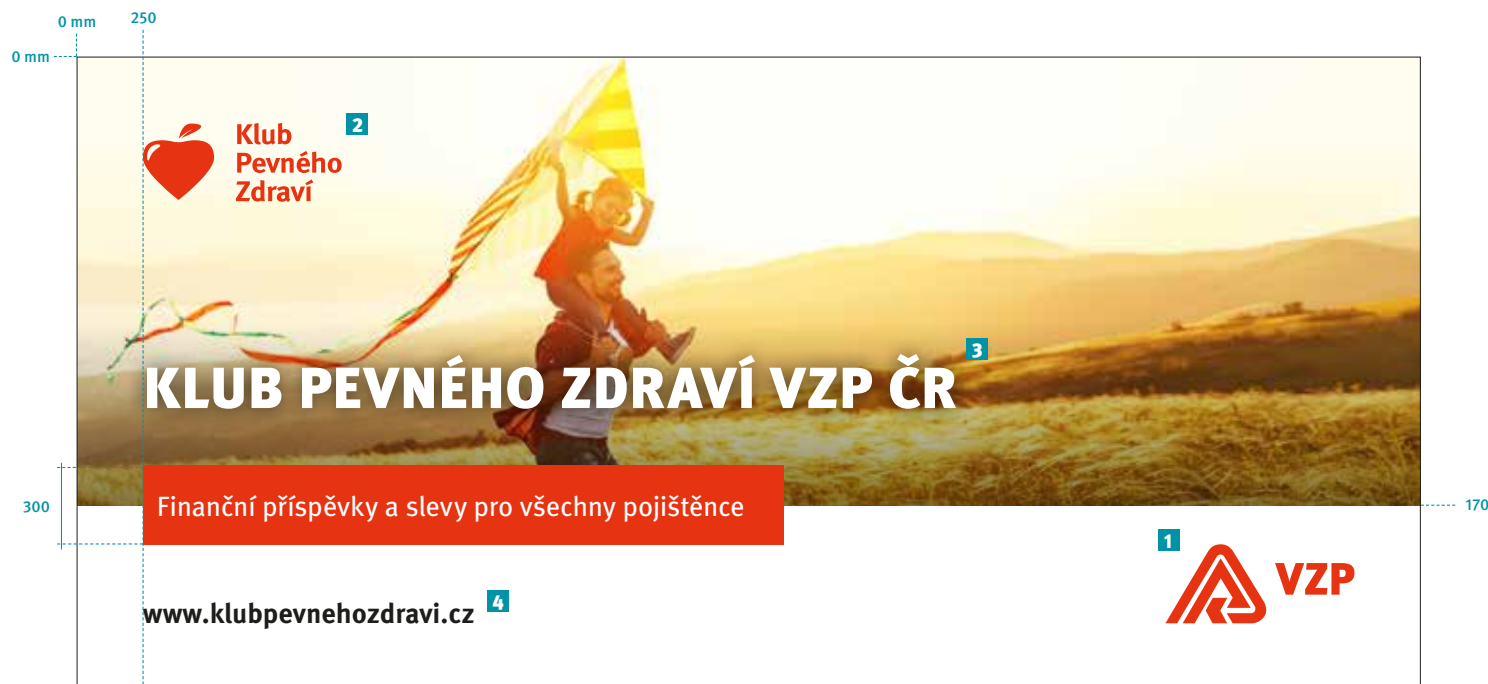 0 mm
250
0 mm
2
Klub
Pevného
Zdraví
3
KLUB PEVNÉHO ZDRAVÍ VZP ČR
300
Finanční příspěvky a slevy pro všechny pojištěnce
170
1
VZP
4
www.klubpevnehozdravi.cz